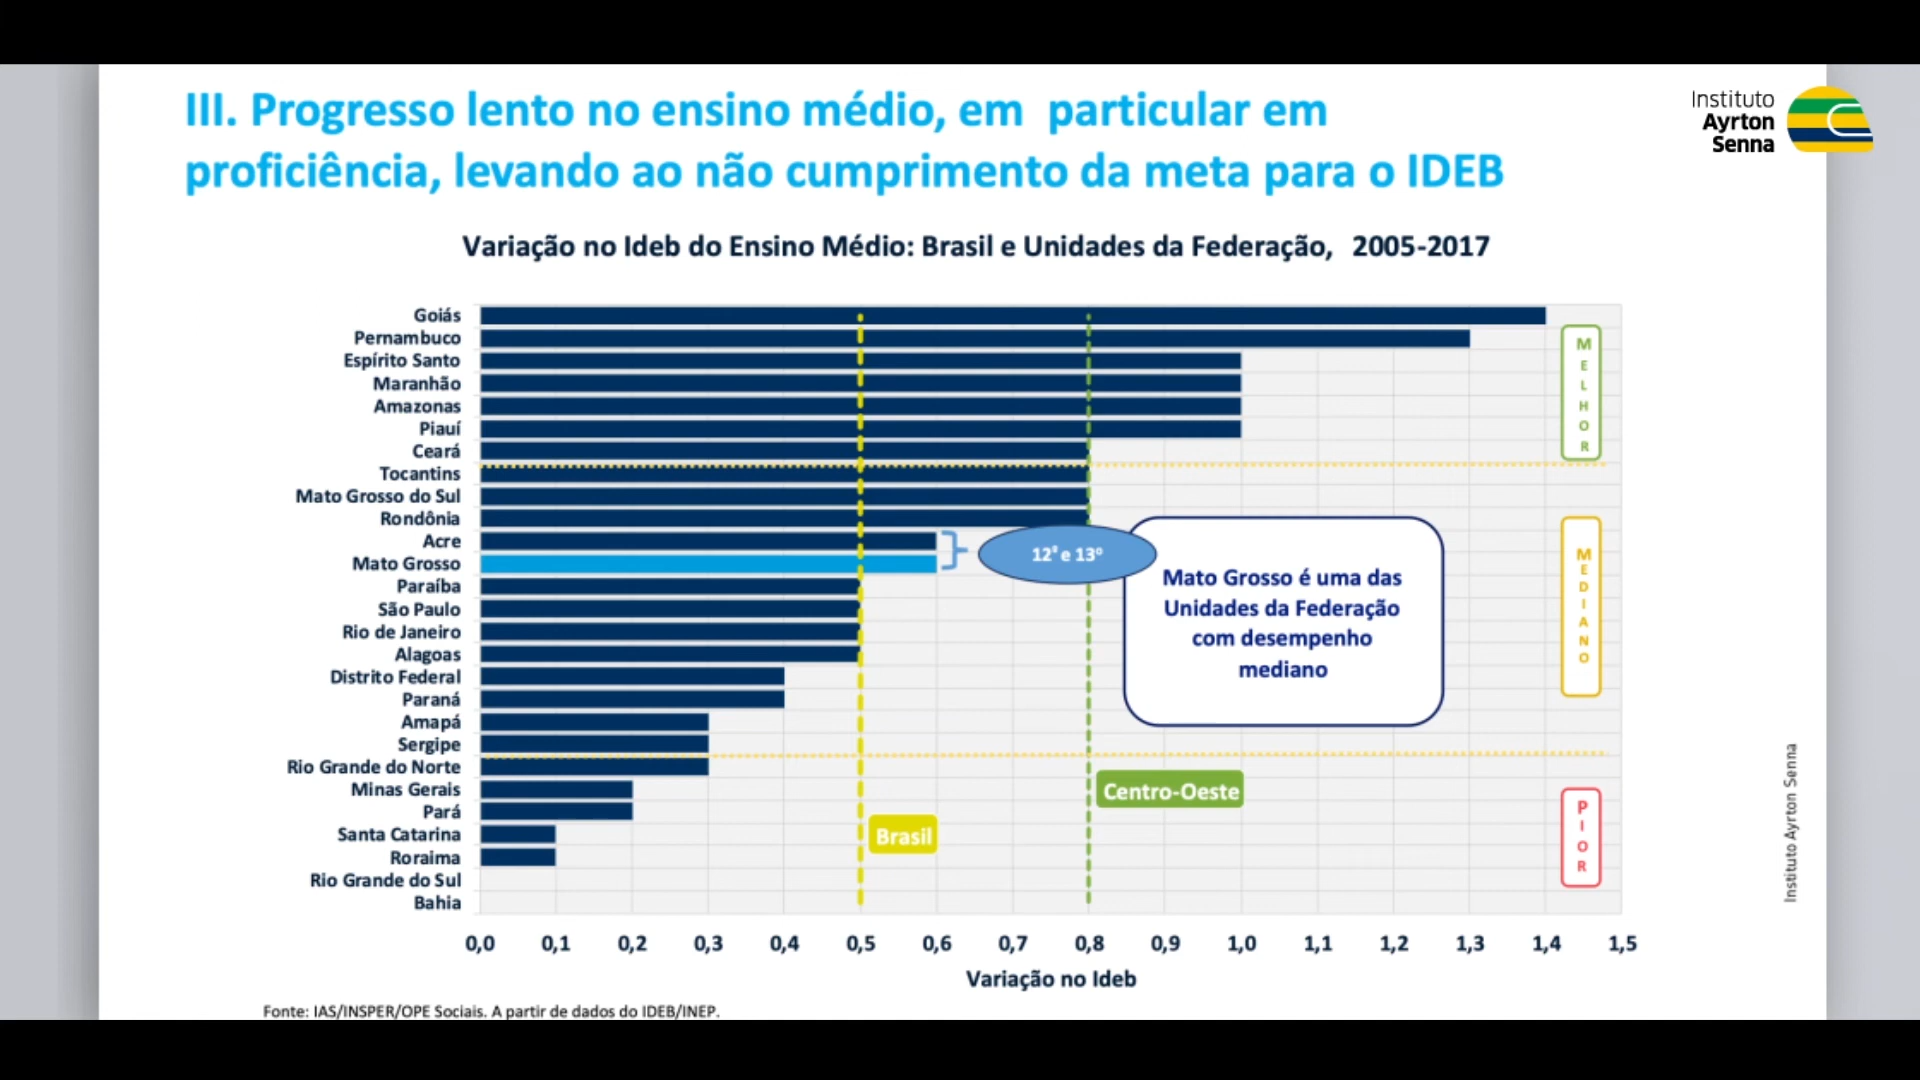 III. Progresso lento no ensino médio, em particular em
proficiência, levando ao não cumprimento da meta para o IDEB
Instituto
Ayrton
Senna
Variação no Ideb do Ensino Médio: Brasil e Unidades da Federação, 2005-2017
Goiás
Pernambuco
Espírito Santo
Maranhão
Amazonas
Piauí
Ceará
Tocantins
Mato Grosso do Sul
Rondônia
Acre
Mato Grosso
Paraíba
São Paulo
Rio de Janeiro
Alagoas
Distrito Federal
Paraná
Amapá
Sergipe
Rio Grande do Norte
Minas Gerais
Pará
Santa Catarina
Roraima
Rio Grande do Sul
Bahia
MELHOR
12º e 13º
Mato Grosso é uma das
Unidades da Federação
com desempenho
mediano
MEDIANO
Centro-Oeste
Brasil
PIOR
Instituto Ayrton Senna
0,0 0,1 0,2 0,3 0,4 0,5 0,6 0,7 0,8 0,9 1,0 1,1 1,2 1,3 1,4 1,5
Variação no Ideb
Fonte: IAS/INSPER/OPE Sociais. A partir de dados do IDEB/INEP.